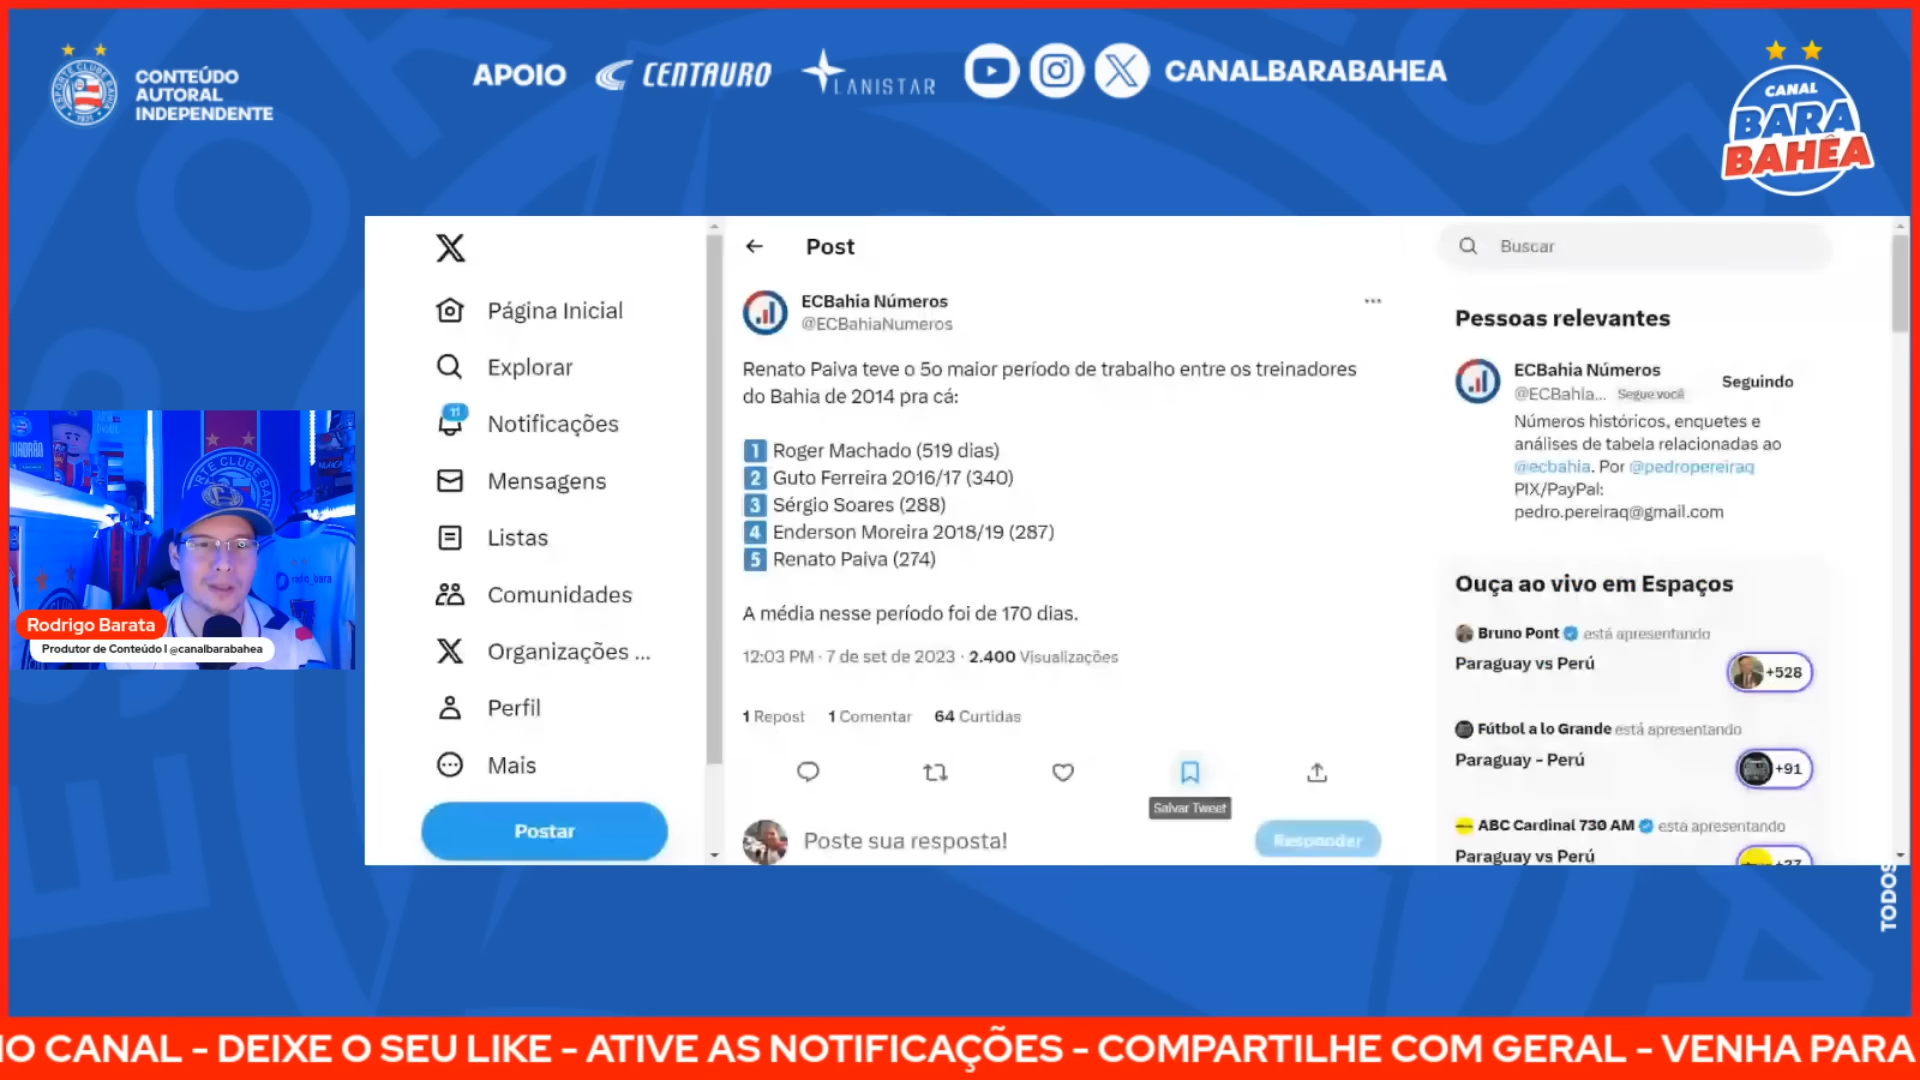 CONTEÚDO
AUTORAL
INDEPENDENTE
APOIO
CENTAURO
LANISTAR
CANALBARABAHEA
CANAL
BARA
BAHÊA
Página Inicial
Explorar
11
Notificações
Mensagens
Listas
Comunidades
Organizações ...
Perfil
Mais
Postar
Post
ECBahia Números
@ECBahiaNumeros
Renato Paiva teve o 5o maior período de trabalho entre os treinadores
do Bahia de 2014 pra cá:
1 Roger Machado (519 dias)
2 Guto Ferreira 2016/17 (340)
3 Sérgio Soares (288)
4 Enderson Moreira 2018/19 (287)
5 Renato Paiva (274)
A média nesse período foi de 170 dias.
12:03 PM · 7 de set de 2023 · 2.400 Visualizações
1 Repost 1 Comentar 64 Curtidas
Salvar Tweet
Poste sua resposta!
Responder
Buscar
Pessoas relevantes
ECBahia Números
@ECBahia... Segue você
Seguindo
Números históricos, enquetes e
análises de tabela relacionadas ao
@ecbahia. Por @pedropereiraq
PIX/PayPal:
pedro.pereiraq@gmail.com
Ouça ao vivo em Espaços
Bruno Pont está apresentando
Paraguay vs Perú
+528
Fútbol a lo Grande está apresentando
Paraguay - Perú
+91
ABC Cardinal 730 AM está apresentando
Paraguay vs Perú
Rodrigo Barata
Produtor de Conteúdo | @canalbarabahea
TODOS
IO CANAL - DEIXE O SEU LIKE - ATIVE AS NOTIFICAÇÕES - COMPARTILHE COM GERAL - VENHA PARA